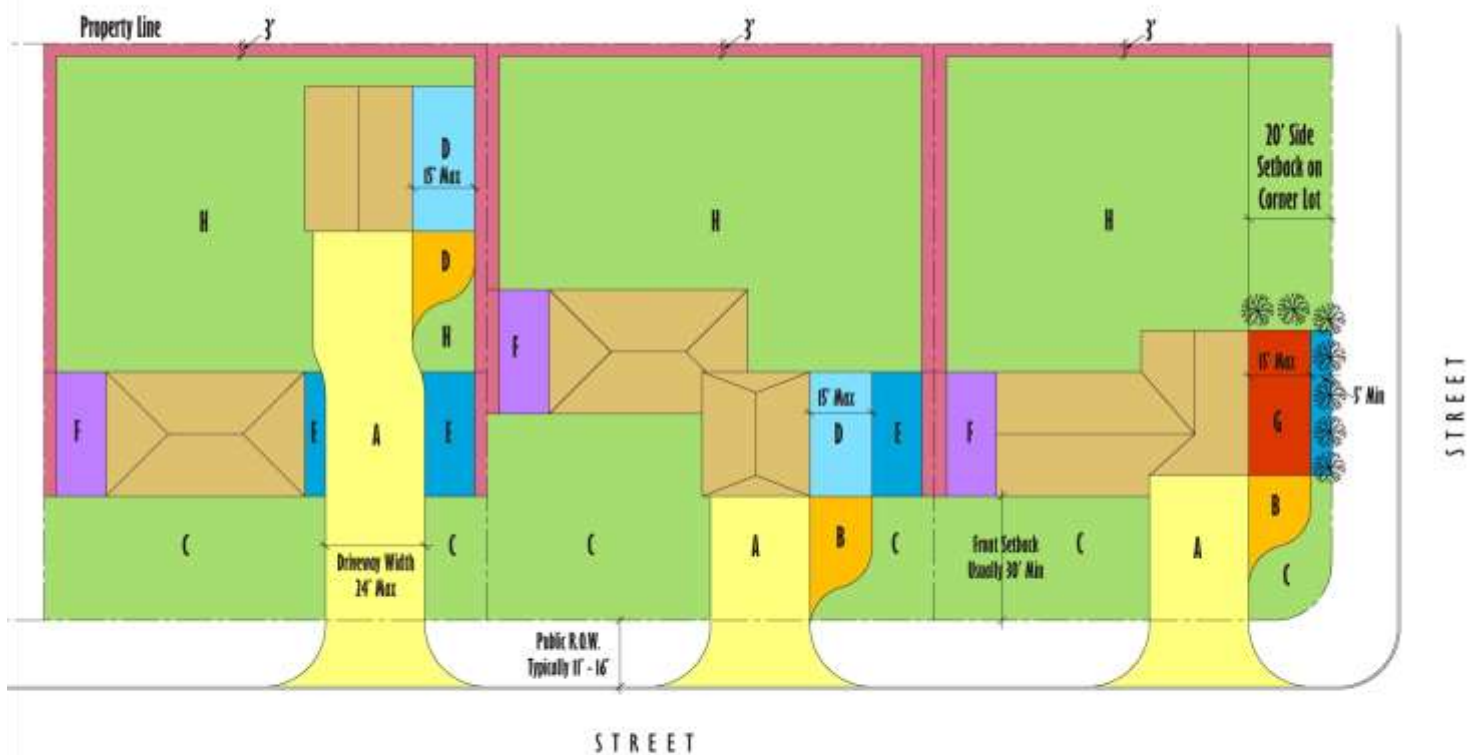 Property Line
3'
3'
3'
D
15' Max
20' Side
Setback on
Corner Lot
H
H
H
D
H
F
15' Max
5' Min
F
E
A
E
15' Max
D
E
F
G
C
Driveway Width
24' Max
C
C
A
B
C
Front Setback
Usually 30' Min
C
A
B
C
Public R.O.W.
Typically 11' - 16'
STREET
STREET